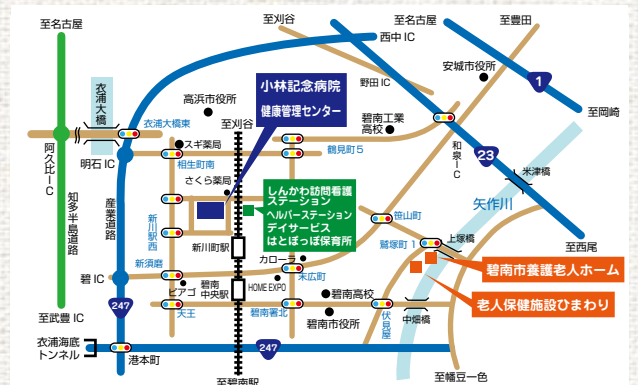 至名古屋
至刈谷
至名古屋
至豊田
西中IC
安城市役所
野田IC
1
至岡崎
衣浦大橋
高浜市役所
小林記念病院
健康管理センター
衣浦大橋東
至刈谷
碧南工業
高校
スギ薬局
鶴見町5
和泉IC
23
明石IC
相生町南
米津橋
阿久比IC
さくら薬局
矢作川
知多半島道路
産業道路
しんかわ訪問看護
ステーション
ヘルパーステーション
デイサービス
はとぽっぽ保育所
笹山町
新川町駅西
新川町駅
鷲塚町1
上塚橋
至西尾
新須磨
カローラ
碧南市養護老人ホーム
碧IC
末広町
ピアゴ
碧南
中央駅
HOME EXPO
碧南高校
老人保健施設ひまわり
247
天王
碧南署北
碧南市役所
伏見屋
中畑橋
至武豊IC
衣浦海底
トンネル
港本町
247
至碧南駅
至幡豆一色